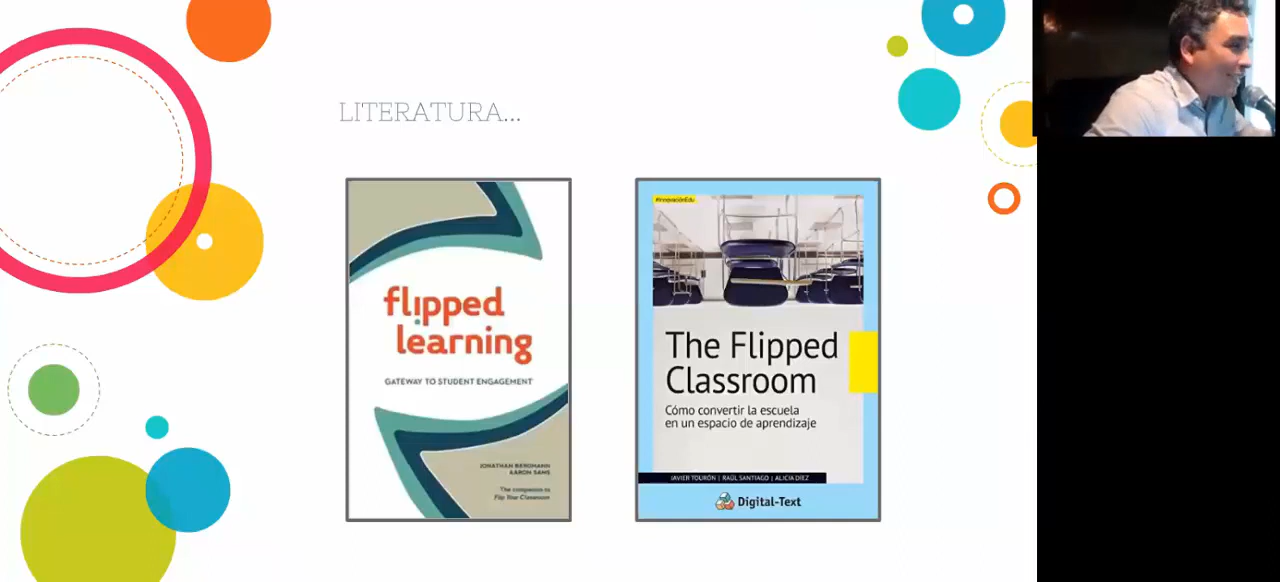 LITERATURA...
flipped
learning
GATEWAY TO STUDENT ENGAGEMENT
JONATHAN BERGMANN
AARON SAMS
The companion to
Flip Your Classroom
#InnovaciónEdu
The Flipped
Classroom
Cómo convertir la escuela
en un espacio de aprendizaje
JAVIER TOURÓN | RAÚL SANTIAGO | ALICIA DÍEZ
Digital-Text